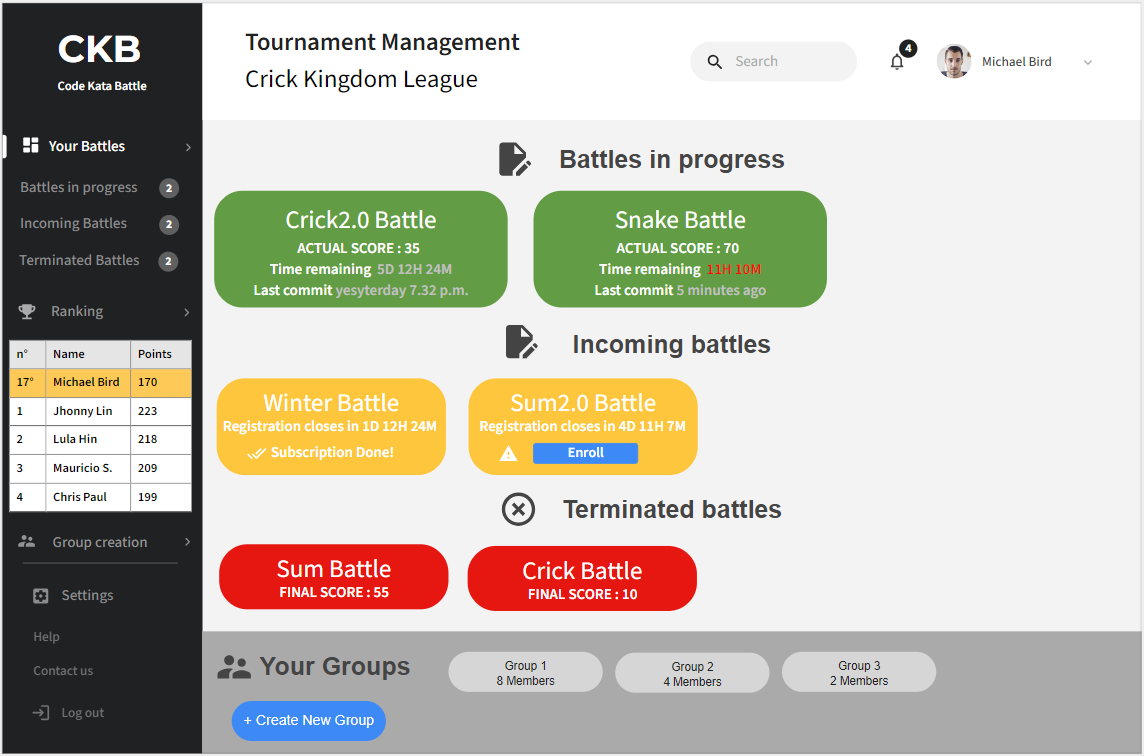 CKB
Code Kata Battle
Your Battles
Battles in progress 2
Incoming Battles 2
Terminated Battles 2
Ranking
n° Name Points
17° Michael Bird 170
1 Jhonny Lin 223
2 Lula Hin 218
3 Mauricio S. 209
4 Chris Paul 199
Group creation
Settings
Help
Contact us
Log out
Tournament Management
Crick Kingdom League
Search
4
Michael Bird
Battles in progress
Crick2.0 Battle
ACTUAL SCORE : 35
Time remaining 5D 12H 24M
Last commit yesyterday 7.32 p.m.
Snake Battle
ACTUAL SCORE : 70
Time remaining 11H 10M
Last commit 5 minutes ago
Incoming battles
Winter Battle
Registration closes in 1D 12H 24M
Subscription Done!
Sum2.0 Battle
Registration closes in 4D 11H 7M
Enroll
Terminated battles
Sum Battle
FINAL SCORE : 55
Crick Battle
FINAL SCORE : 10
Your Groups
Group 1
8 Members
Group 2
4 Members
Group 3
2 Members
+ Create New Group